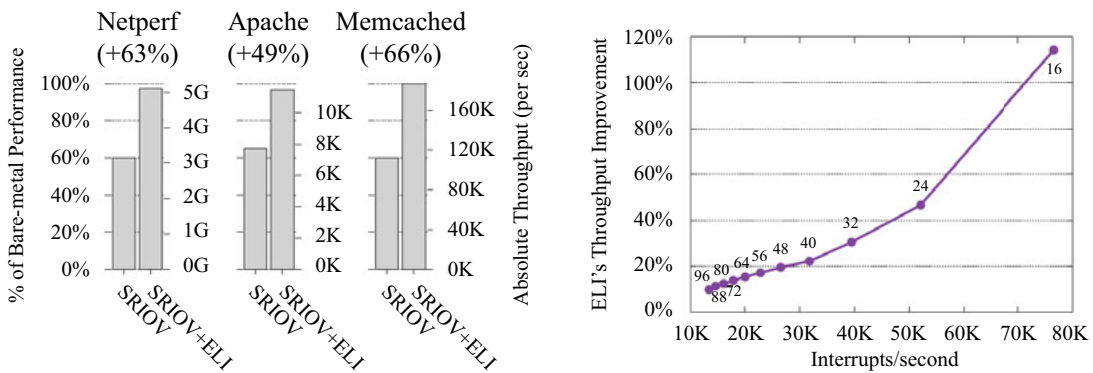 Netperf
(+63%)
Apache
(+49%)
Memcached
(+66%)
% of Bare-metal Performance
100%
80%
60%
40%
20%
0%
5G
4G
3G
2G
1G
0G
SRIOV
SRIOV+ELI
10K
8K
6K
4K
2K
0K
SRIOV
SRIOV+ELI
160K
120K
80K
40K
0K
SRIOV
SRIOV+ELI
Absolute Throughput (per sec)
ELI's Throughput Improvement
120%
100%
80%
60%
40%
20%
0%
96
88
80
72
64
56
48
40
32
24
16
10K
20K
30K
40K
50K
60K
70K
80K
Interrupts/second